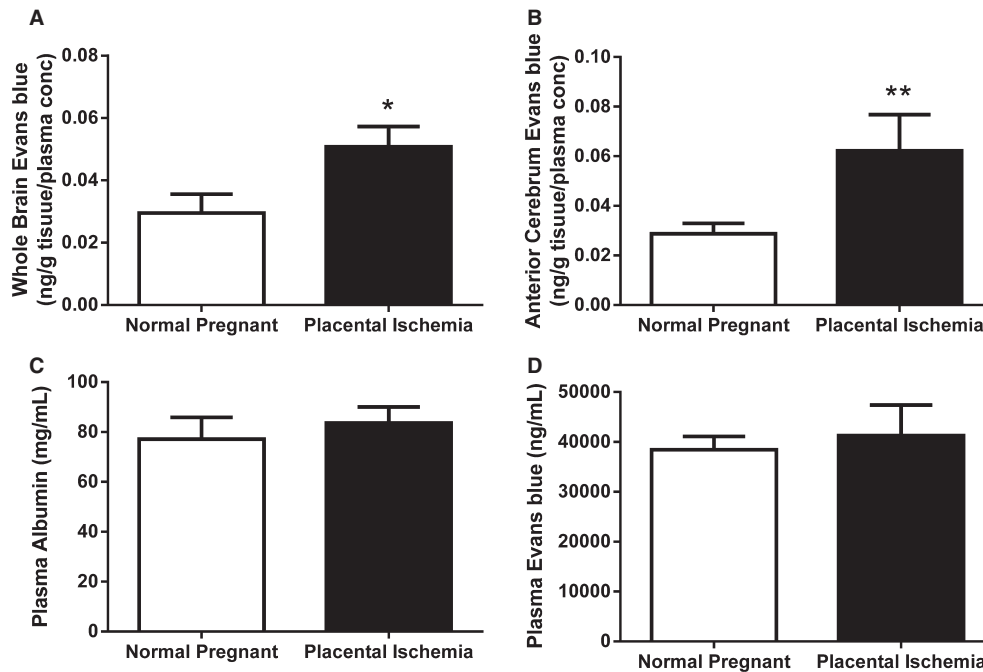 A
Whole Brain Evans blue
(ng/g tisuue/plasma conc)
0.08
0.06
0.04
0.02
0.00
*
Normal Pregnant
Placental Ischemia
B
Anterior Cerebrum Evans blue
(ng/g tisuue/plasma conc)
0.10
0.08
0.06
0.04
0.02
0.00
**
Normal Pregnant
Placental Ischemia
C
Plasma Albumin (mg/mL)
100
80
60
40
20
0
Normal Pregnant
Placental Ischemia
D
Plasma Evans blue (ng/mL)
50000
40000
30000
20000
10000
0
Normal Pregnant
Placental Ischemia